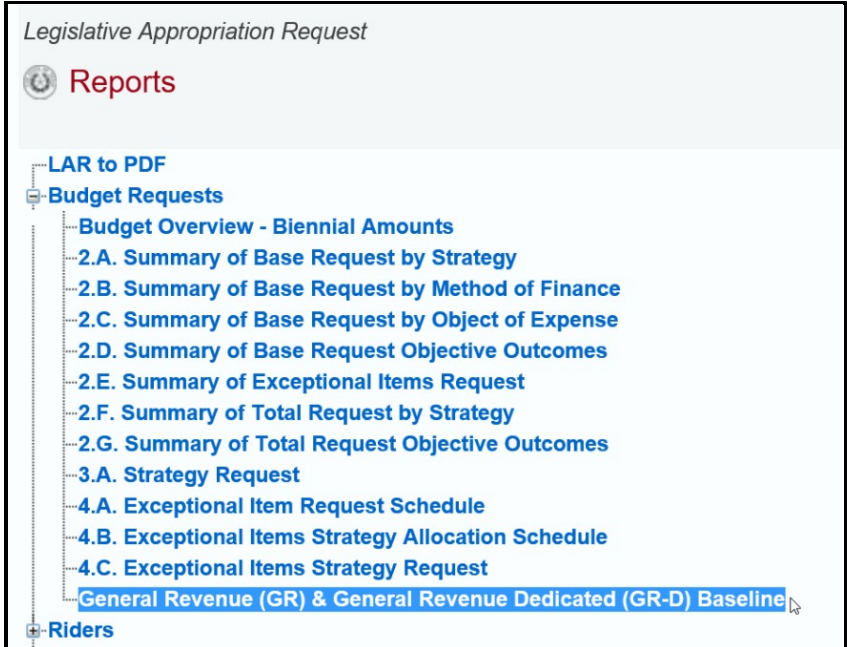 Legislative Appropriation Request
Reports
LAR to PDF
Budget Requests
Budget Overview - Biennial Amounts
2.A. Summary of Base Request by Strategy
2.B. Summary of Base Request by Method of Finance
2.C. Summary of Base Request by Object of Expense
2.D. Summary of Base Request Objective Outcomes
2.E. Summary of Exceptional Items Request
2.F. Summary of Total Request by Strategy
2.G. Summary of Total Request Objective Outcomes
3.A. Strategy Request
4.A. Exceptional Item Request Schedule
4.B. Exceptional Items Strategy Allocation Schedule
4.C. Exceptional Items Strategy Request
General Revenue (GR) & General Revenue Dedicated (GR-D) Baseline
Riders